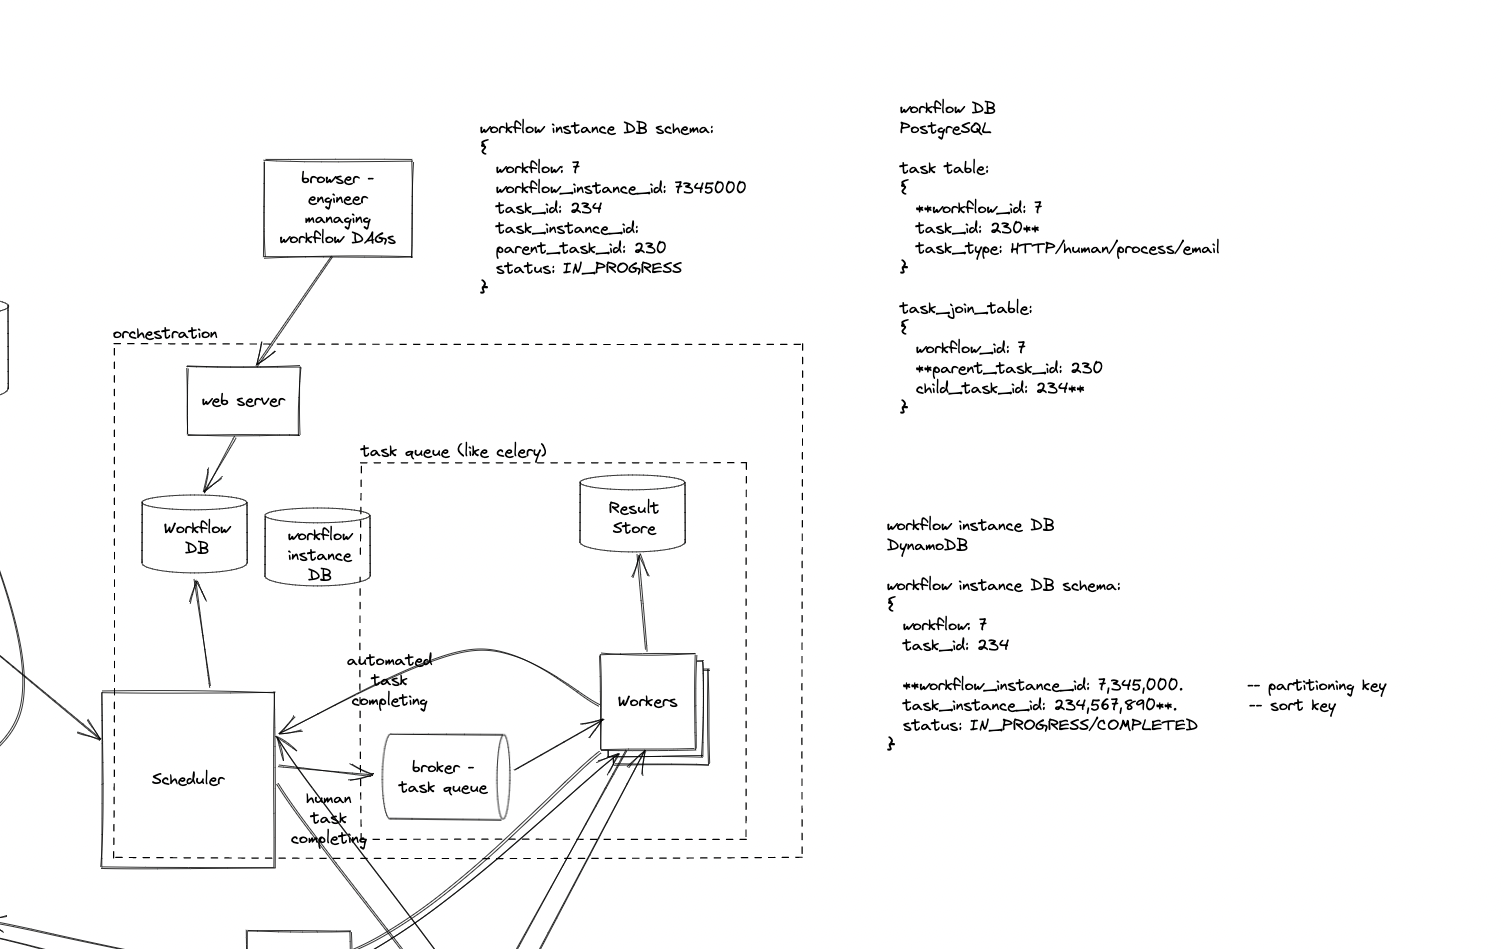 workflow instance DB schema:
{
workflow: 7
workflow_instance_id: 7345000
task_id: 234
task_instance_id:
parent_task_id: 230
status: IN_PROGRESS
}
workflow DB
PostgreSQL
task table:
{
**workflow_id: 7
task_id: 230**
task_type: HTTP/human/process/email
}
task_join_table:
{
workflow_id: 7
**parent_task_id: 230
child_task_id: 234**
}
browser -
engineer
managing
workflow DAGs
orchestration
web server
task queue (like celery)
Workflow
DB
workflow
instance
DB
Result
Store
automated
task
completing
Workers
Scheduler
broker -
task queue
human
task
completing
workflow instance DB
DynamoDB
workflow instance DB schema:
{
workflow: 7
task_id: 234
**workflow_instance_id: 7,345,000. -- partitioning key
task_instance_id: 234,567,890**. -- sort key
status: IN_PROGRESS/COMPLETED
}